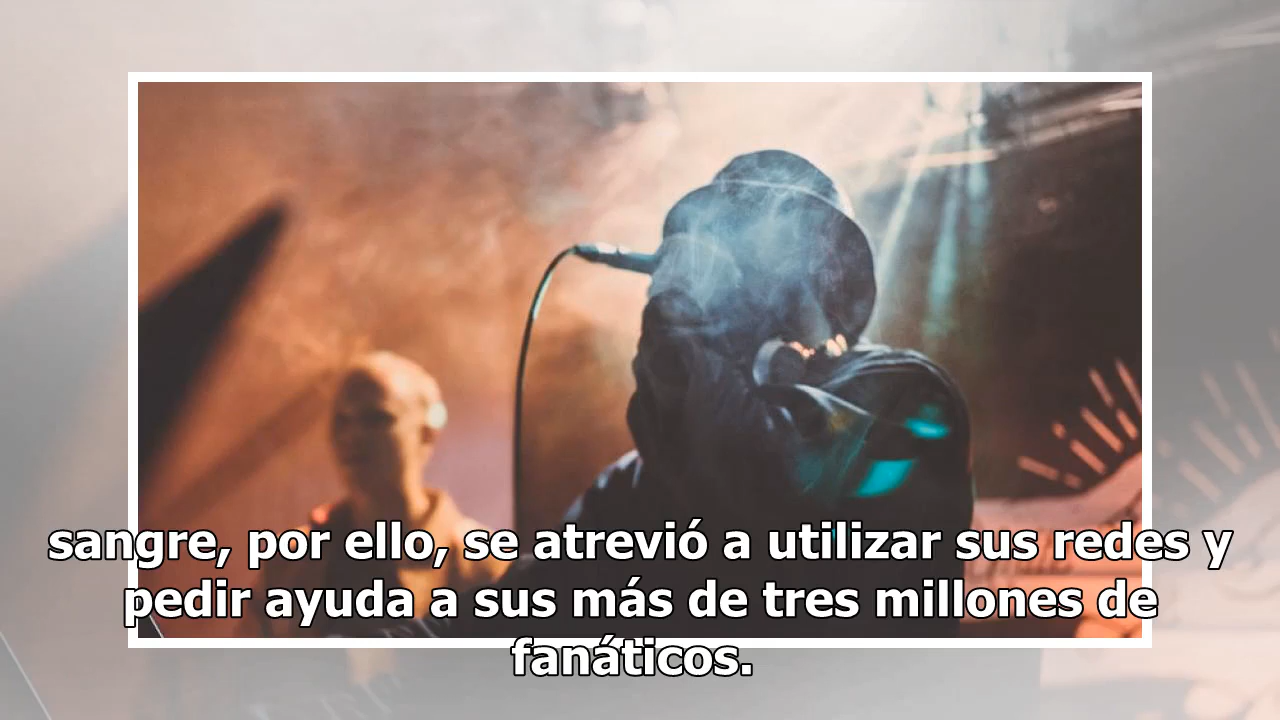 sangre, por ello, se atrevió a utilizar sus redes y
pedir ayuda a sus más de tres millones de
fanáticos.